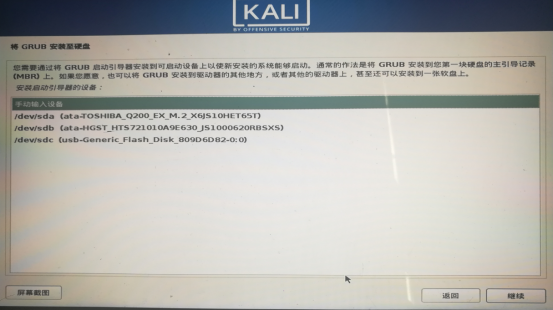 KALI
BY OFFENSIVE SECURITY
将 GRUB 安装至硬盘
您需要通过将 GRUB 启动引导器安装到可启动设备上以使新安装的系统能够启动。通常的作法是将 GRUB 安装到您第一块硬盘的主引导记录
(MBR) 上。如果您愿意，也可以将 GRUB 安装到驱动器的其他地方，或者其他的驱动器上，甚至还可以安装到一张软盘上。
安装启动引导器的设备：
手动输入设备
/dev/sda (ata-TOSHIBA_Q200_EX_M.2_X6JS10HET65T)
/dev/sdb (ata-HGST_HTS721010A9E630_JS1000620RBSXS)
/dev/sdc (usb-Generic_Flash_Disk_809D6D82-0:0)
屏幕截图
返回
继续